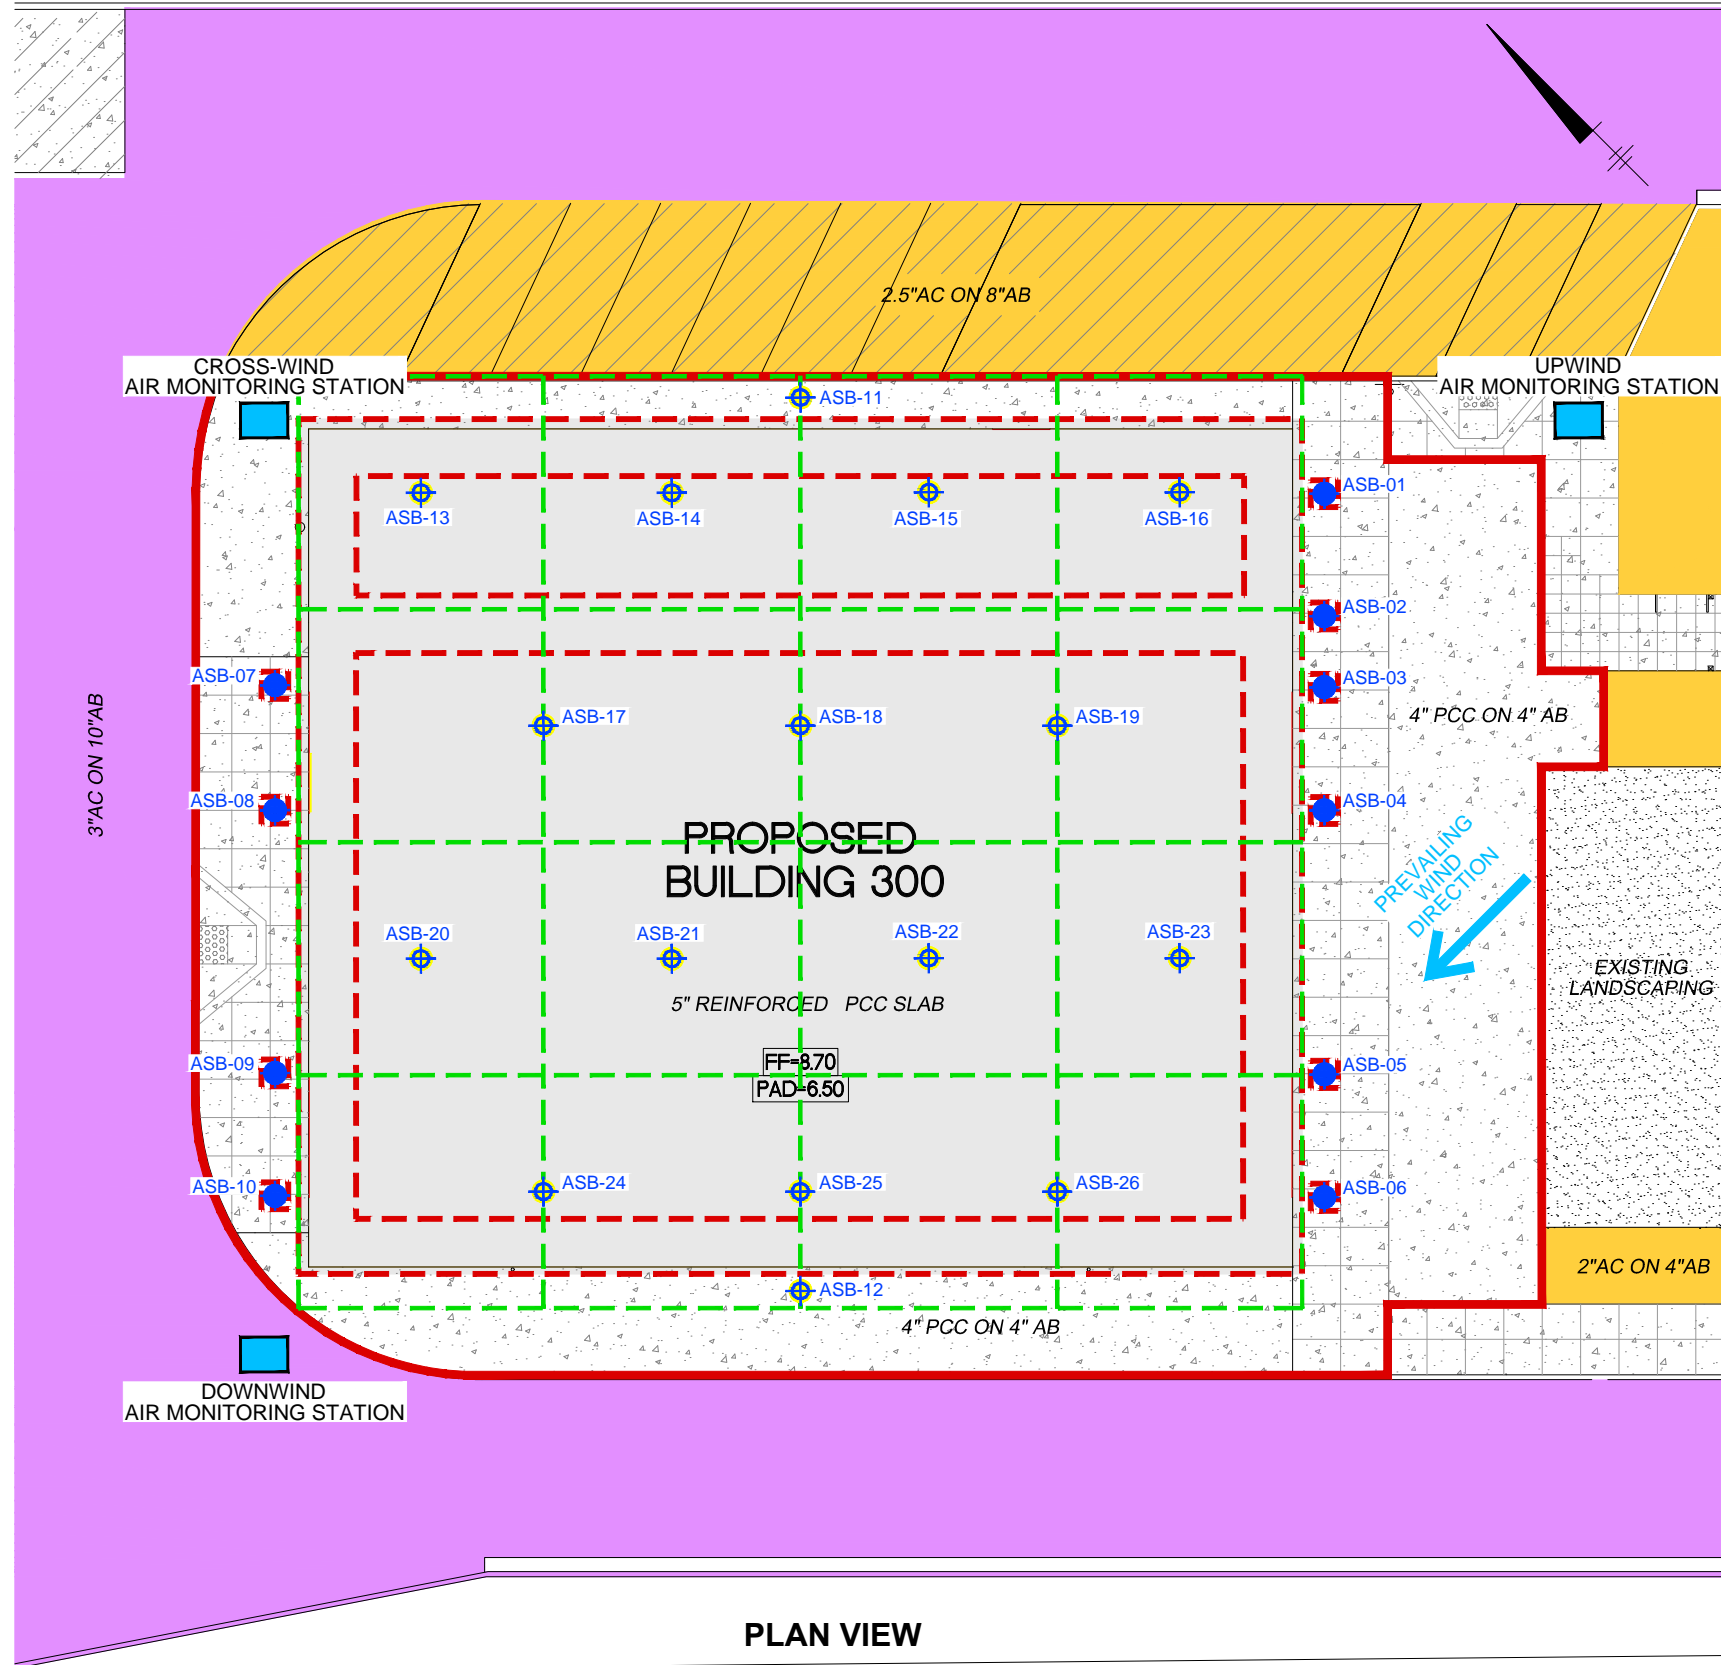 2.5"AC ON 8"AB
CROSS-WIND
AIR MONITORING STATION
UPWIND
AIR MONITORING STATION
ASB-11
ASB-01
ASB-13
ASB-14
ASB-15
ASB-16
ASB-02
ASB-07
ASB-03
ASB-17
ASB-18
ASB-19
4" PCC ON 4" AB
3"AC ON 10"AB
ASB-08
ASB-04
PROPOSED
BUILDING 300
PREVAILING
WIND
DIRECTION
ASB-20
ASB-21
ASB-22
ASB-23
EXISTING
LANDSCAPING
5" REINFORCED PCC SLAB
FF=8.70
PAD=6.50
ASB-09
ASB-05
ASB-10
ASB-24
ASB-25
ASB-26
ASB-06
2"AC ON 4"AB
ASB-12
4" PCC ON 4" AB
DOWNWIND
AIR MONITORING STATION
PLAN VIEW